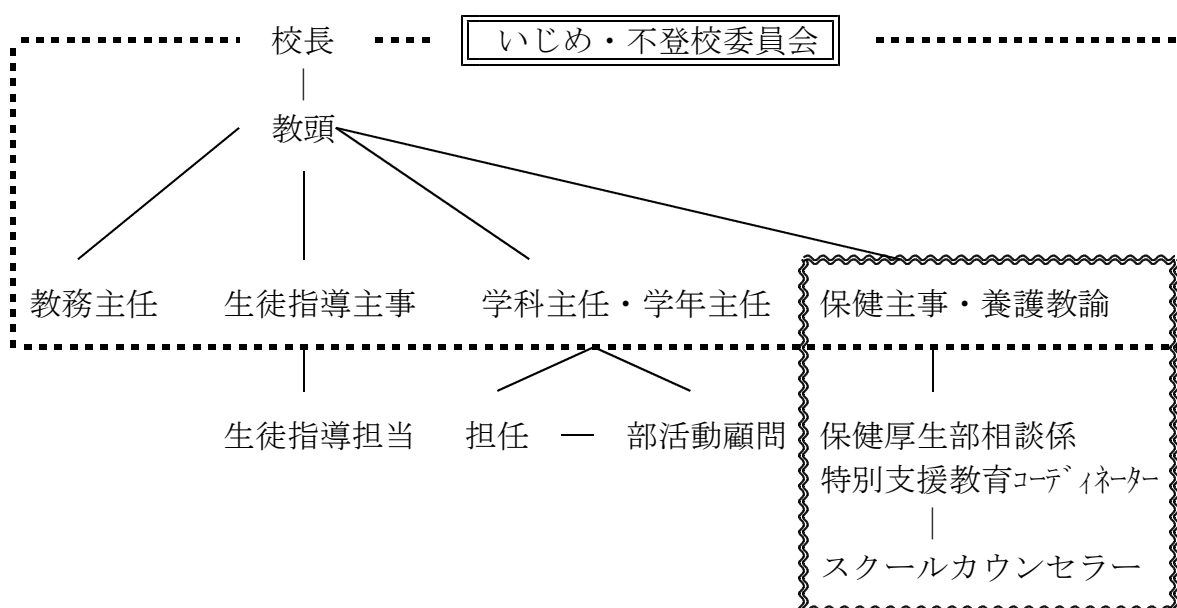 校長 いじめ・不登校委員会
教頭
教務主任 生徒指導主事 学科主任・学年主任 保健主事・養護教諭
生徒指導担当 担任 ― 部活動顧問 保健厚生部相談係
特別支援教育ｺｰﾃﾞｨﾈｰﾀｰ
スクールカウンセラー